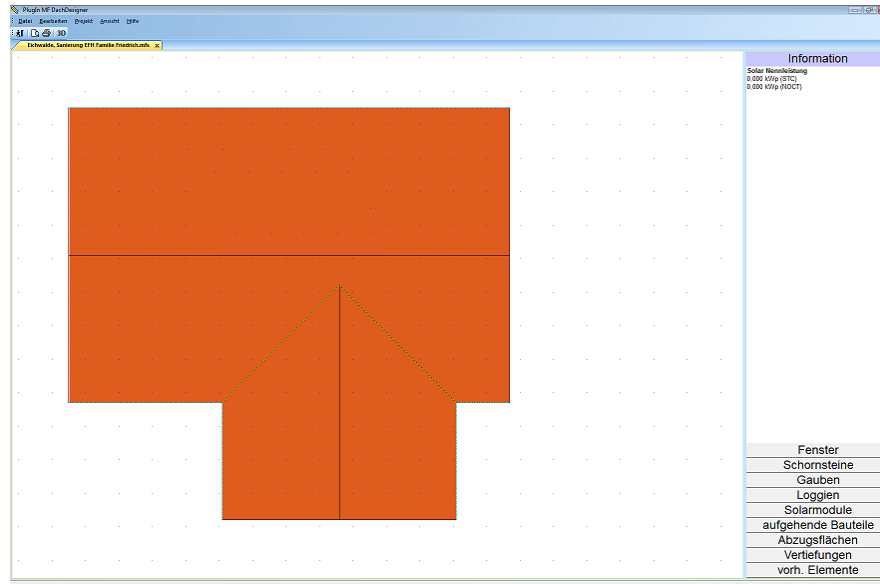 PlugIn MF DachDesigner
Datei Bearbeiten Projekt Ansicht Hilfe
3D
Eichwalde, Sanierung EFH Familie Friedrich.mfs x
Information
Solar Nennleistung
0,000 kWp (STC)
0,000 kWp (NOCT)
Fenster
Schornsteine
Gauben
Loggien
Solarmodule
aufgehende Bauteile
Abzugsflächen
Vertiefungen
vorh. Elemente